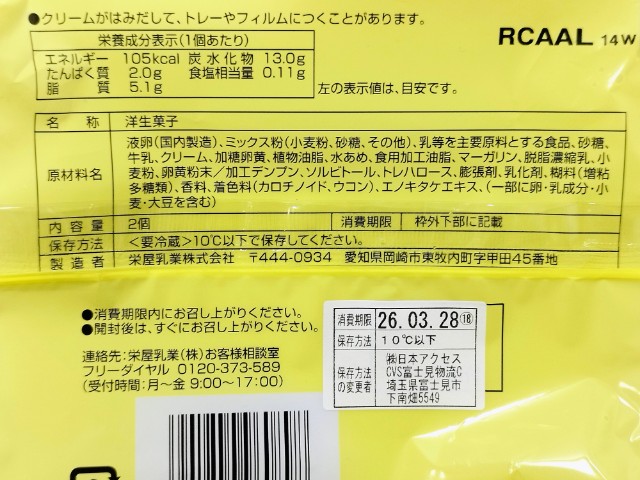 ●クリームがはみだして、トレーやフィルムにつくことがあります。
RCAAL 14W
栄養成分表示(1個あたり)
エネルギー 105kcal 炭水化物 13.0g
たんぱく質 2.0g 食塩相当量 0.11g
脂質 5.1g
左の表示値は、目安です。
名称 洋生菓子
原材料名 液卵(国内製造)、ミックス粉(小麦粉、砂糖、その他)、乳等を主要原料とする食品、砂糖、
牛乳、クリーム、加糖卵黄、植物油脂、水あめ、食用加工油脂、マーガリン、脱脂濃縮乳、小
麦粉、卵黄粉末/加工デンプン、ソルビトール、トレハロース、膨張剤、乳化剤、糊料(増粘
多糖類)、香料、着色料(カロチノイド、ウコン)、エノキタケエキス、(一部に卵・乳成分・小
麦・大豆を含む)
内容量 2個 消費期限 枠外下部に記載
保存方法 <要冷蔵>10℃以下で保存してください。
製造者 栄屋乳業株式会社 〒444-0934 愛知県岡崎市東牧内町字甲田45番地
●消費期限内にお召し上がりください。
●開封後は、すぐにお召し上がりください。
連絡先:栄屋乳業(株)お客様相談室
フリーダイヤル 0120-373-589
(受付時間:月~金 9:00~17:00)
消費期限 26.03.28⑱
保存方法 10℃以下
保存方法の変更者 ㈱日本アクセス
CVS富士見物流C
埼玉県富士見市
下南畑5549